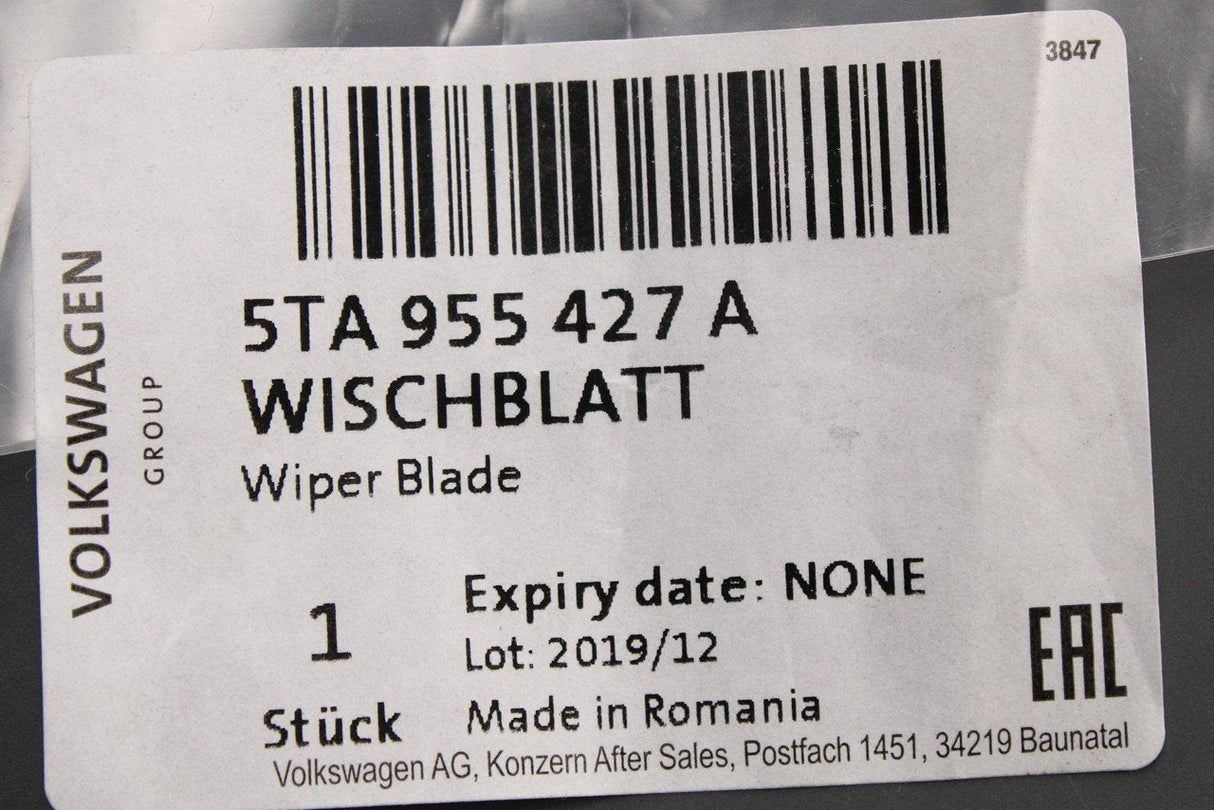 3847
VOLKSWAGEN
GROUP
5TA 955 427 A
WISCHBLATT
Wiper Blade
1
Stück
Expiry date: NONE
Lot: 2019/12
Made in Romania
EAC
Volkswagen AG, Konzern After Sales, Postfach 1451, 34219 Baunatal